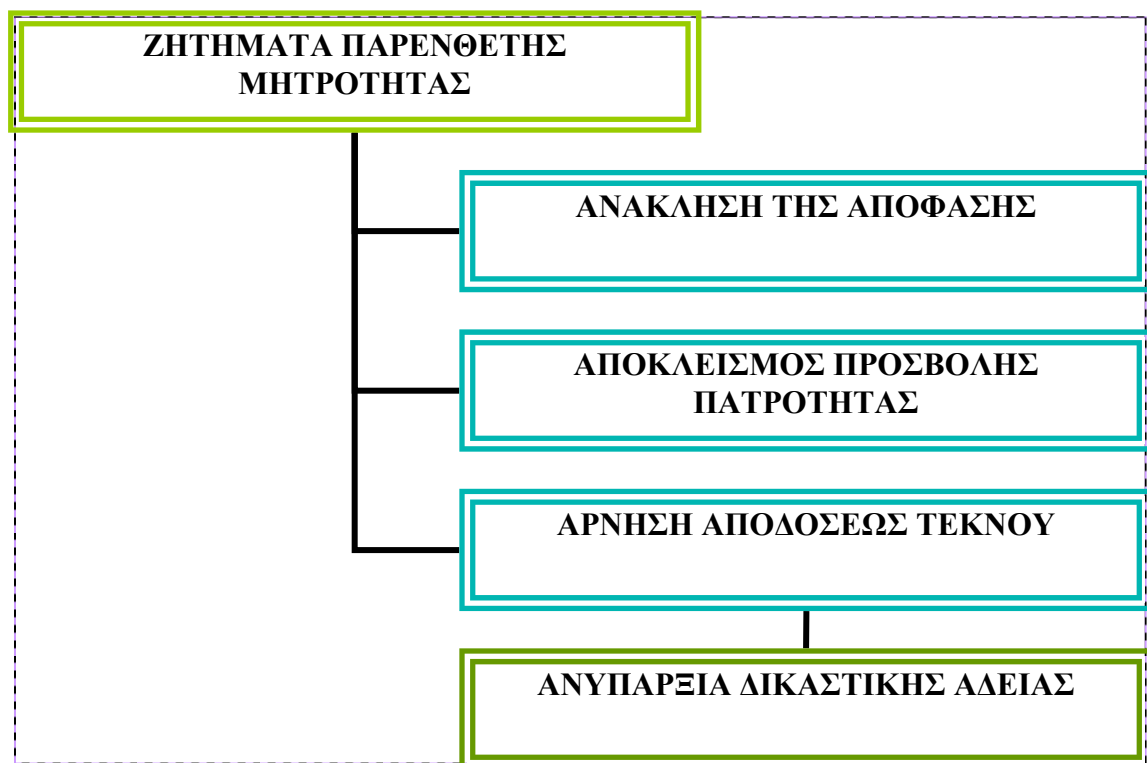 ΖΗΤΗΜΑΤΑ ΠΑΡΕΝΘΕΤΗΣ
ΜΗΤΡΟΤΗΤΑΣ
ΑΝΑΚΛΗΣΗ ΤΗΣ ΑΠΟΦΑΣΗΣ
ΑΠΟΚΛΕΙΣΜΟΣ ΠΡΟΣΒΟΛΗΣ
ΠΑΤΡΟΤΗΤΑΣ
ΑΡΝΗΣΗ ΑΠΟΔΟΣΕΩΣ ΤΕΚΝΟΥ
ΑΝΥΠΑΡΞΙΑ ΔΙΚΑΣΤΙΚΗΣ ΑΔΕΙΑΣ